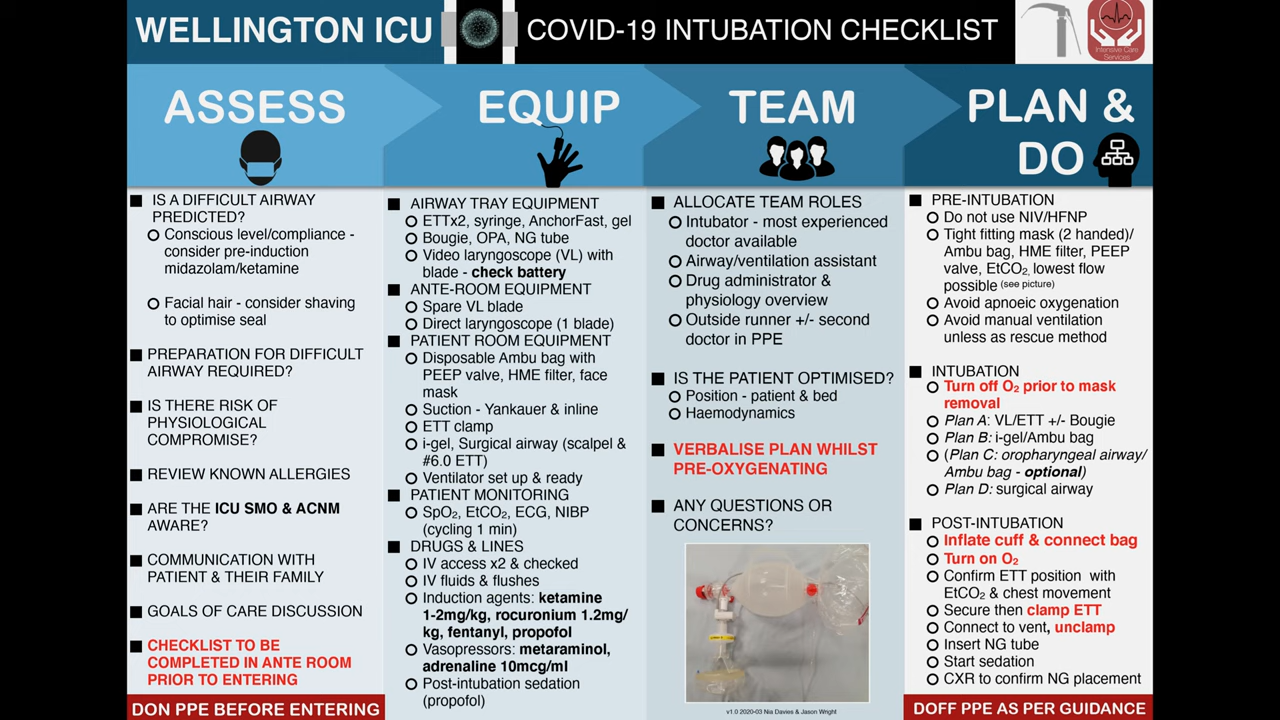 WELLINGTON ICU
COVID-19 INTUBATION CHECKLIST
Intensive Care
Services
ASSESS
EQUIP
TEAM
PLAN &
DO
IS A DIFFICULT AIRWAY
PREDICTED?
Conscious level/compliance -
consider pre-induction
midazolam/ketamine
Facial hair - consider shaving
to optimise seal
PREPARATION FOR DIFFICULT
AIRWAY REQUIRED?
IS THERE RISK OF
PHYSIOLOGICAL
COMPROMISE?
REVIEW KNOWN ALLERGIES
ARE THE ICU SMO & ACNM
AWARE?
COMMUNICATION WITH
PATIENT & THEIR FAMILY
GOALS OF CARE DISCUSSION
CHECKLIST TO BE
COMPLETED IN ANTE ROOM
PRIOR TO ENTERING
DON PPE BEFORE ENTERING
AIRWAY TRAY EQUIPMENT
ETTx2, syringe, AnchorFast, gel
Bougie, OPA, NG tube
Video laryngoscope (VL) with
blade - check battery
ANTE-ROOM EQUIPMENT
Spare VL blade
Direct laryngoscope (1 blade)
PATIENT ROOM EQUIPMENT
Disposable Ambu bag with
PEEP valve, HME filter, face
mask
Suction - Yankauer & inline
ETT clamp
i-gel, Surgical airway (scalpel &
#6.0 ETT)
Ventilator set up & ready
PATIENT MONITORING
SpO₂, EtCO₂, ECG, NIBP
(cycling 1 min)
DRUGS & LINES
IV access x2 & checked
IV fluids & flushes
Induction agents: ketamine
1-2mg/kg, rocuronium 1.2mg/
kg, fentanyl, propofol
Vasopressors: metaraminol,
adrenaline 10mcg/ml
Post-intubation sedation
(propofol)
ALLOCATE TEAM ROLES
Intubator - most experienced
doctor available
Airway/ventilation assistant
Drug administrator &
physiology overview
Outside runner +/- second
doctor in PPE
IS THE PATIENT OPTIMISED?
Position - patient & bed
Haemodynamics
VERBALISE PLAN WHILST
PRE-OXYGENATING
ANY QUESTIONS OR
CONCERNS?
v1.0 2020-03 Nia Davies & Jason Wright
PRE-INTUBATION
Do not use NIV/HFNP
Tight fitting mask (2 handed)/
Ambu bag, HME filter, PEEP
valve, EtCO₂, lowest flow
possible (see picture)
Avoid apnoeic oxygenation
Avoid manual ventilation
unless as rescue method
INTUBATION
Turn off O₂ prior to mask
removal
Plan A: VL/ETT +/- Bougie
Plan B: i-gel/Ambu bag
(Plan C: oropharyngeal airway/
Ambu bag - optional)
Plan D: surgical airway
POST-INTUBATION
Inflate cuff & connect bag
Turn on O₂
Confirm ETT position with
EtCO₂ & chest movement
Secure then clamp ETT
Connect to vent, unclamp
Insert NG tube
Start sedation
CXR to confirm NG placement
DOFF PPE AS PER GUIDANCE